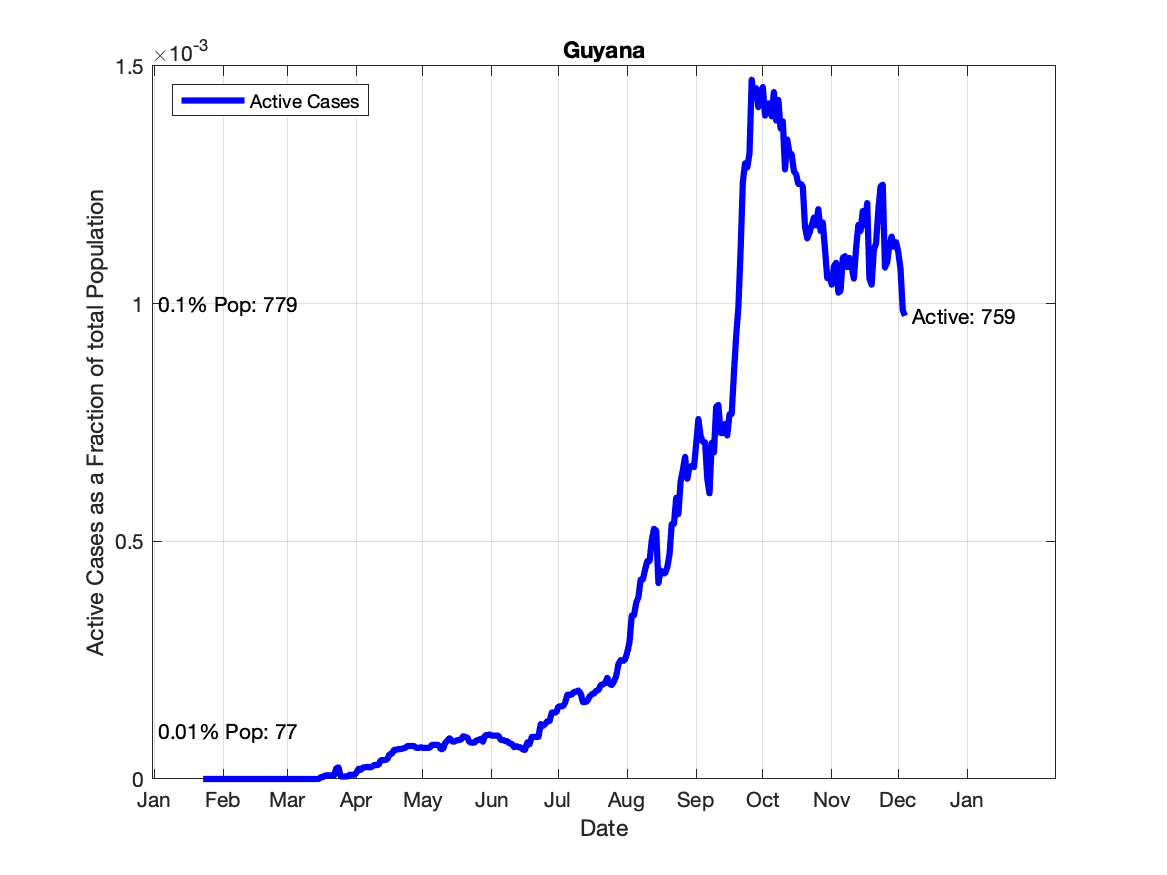 Guyana
×10⁻³
1.5
1
0.5
0
Active Cases
0.1% Pop: 779
0.01% Pop: 77
Active: 759
Active Cases as a Fraction of total Population
Jan Feb Mar Apr May Jun Jul Aug Sep Oct Nov Dec Jan
Date